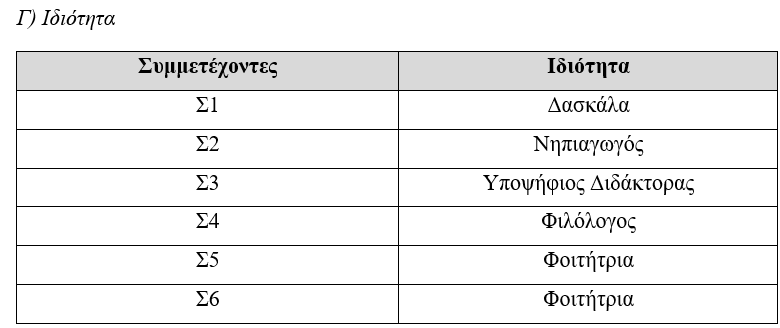 Γ) Ιδιότητα
Συμμετέχοντες Ιδιότητα
Σ1 Δασκάλα
Σ2 Νηπιαγωγός
Σ3 Υποψήφιος Διδάκτορας
Σ4 Φιλόλογος
Σ5 Φοιτήτρια
Σ6 Φοιτήτρια